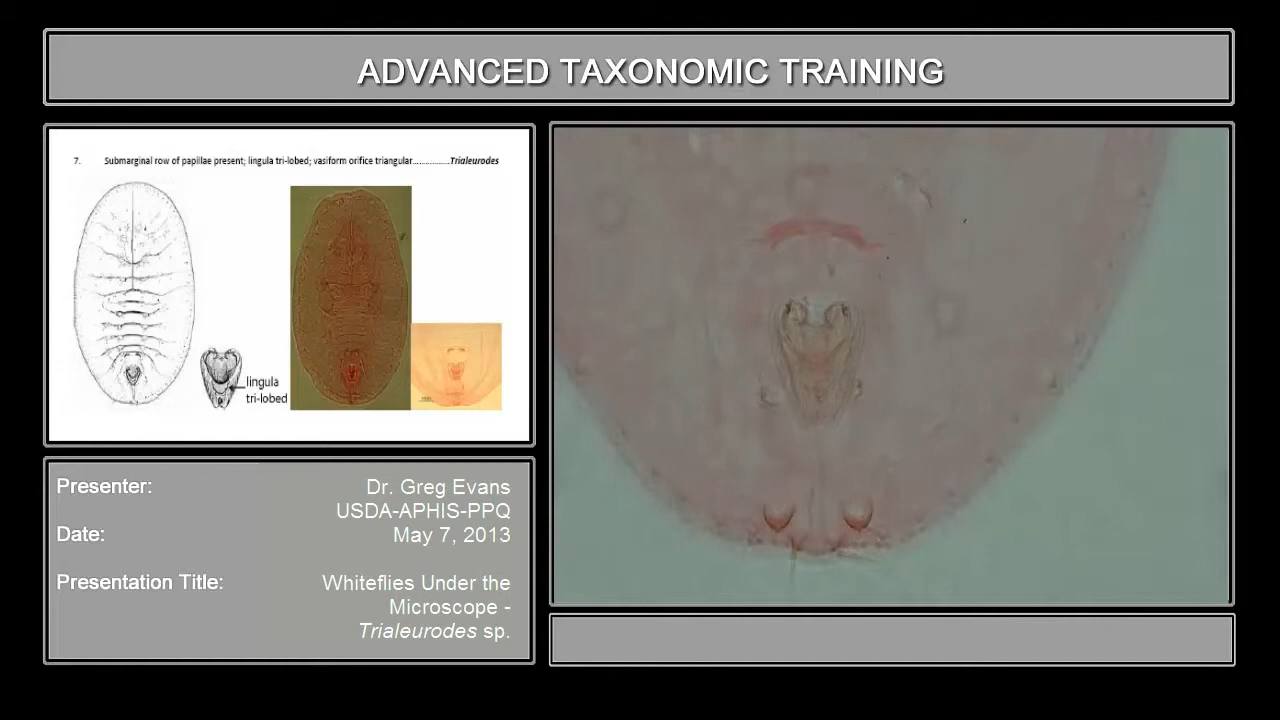 ADVANCED TAXONOMIC TRAINING
7. Submarginal row of papillae present; lingula tri-lobed; vasiform orifice triangular...............Trialeurodes
lingula
tri-lobed
Presenter: Dr. Greg Evans
USDA-APHIS-PPQ
Date: May 7, 2013
Presentation Title: Whiteflies Under the
Microscope -
Trialeurodes sp.